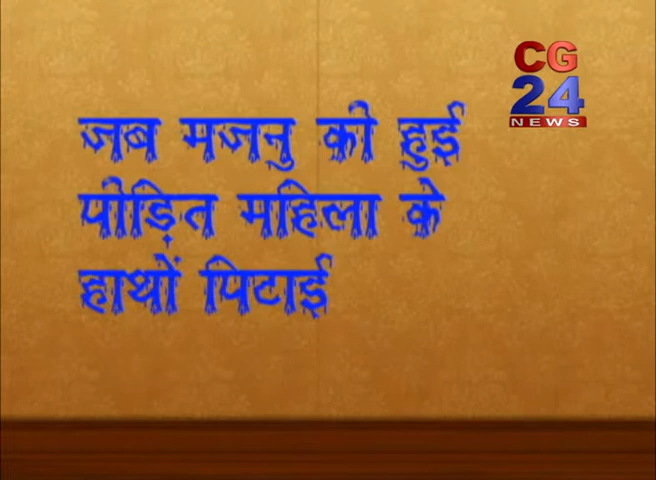 CG
24
NEWS
जब मजनु की हुई
पीड़ित महिला के
हाथों पिटाई